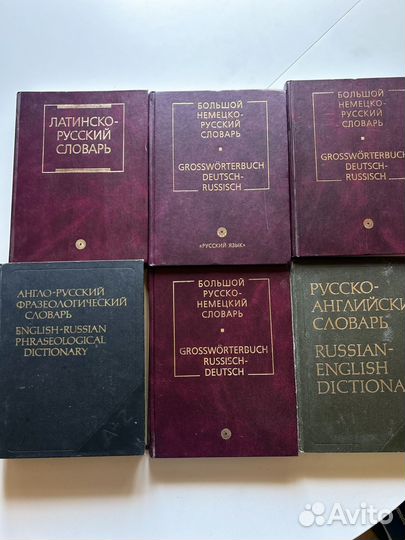 ЛАТИНСКО-
РУССКИЙ
СЛОВАРЬ
БОЛЬШОЙ
НЕМЕЦКО-
РУССКИЙ
СЛОВАРЬ
GROSSWÖRTERBUCH
DEUTSCH-
RUSSISCH
«РУССКИЙ ЯЗЫК»
БОЛЬШОЙ
НЕМЕЦКО-
РУССКИЙ
СЛОВАРЬ
GROSSWÖRTERBUCH
DEUTSCH-
RUSSISCH
АНГЛО-РУССКИЙ
ФРАЗЕОЛОГИЧЕСКИЙ
СЛОВАРЬ
ENGLISH-RUSSIAN
PHRASEOLOGICAL
DICTIONARY
БОЛЬШОЙ
РУССКО-
НЕМЕЦКИЙ
СЛОВАРЬ
GROSSWÖRTERBUCH
RUSSISCH-
DEUTSCH
РУССКО-
АНГЛИЙСКИ
СЛОВАРЬ
RUSSIAN-
ENGLISH
DICTIONA
Avito